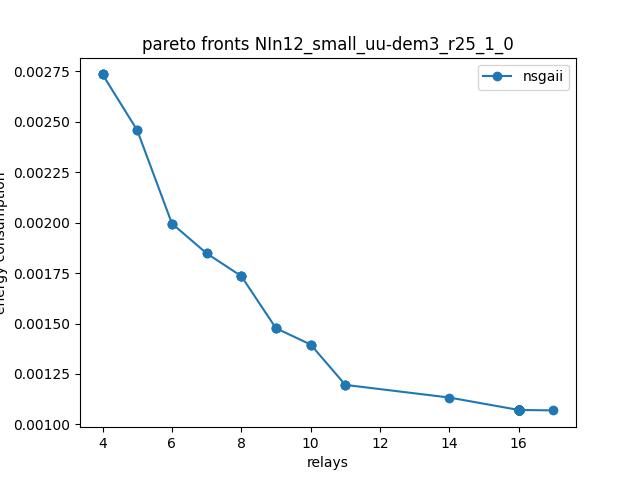 pareto fronts NIn12_small_uu-dem3_r25_1_0
nsgaii
0.00275
0.00250
0.00225
0.00200
0.00175
0.00150
0.00125
0.00100
energy consumption
4 6 8 10 12 14 16
relays